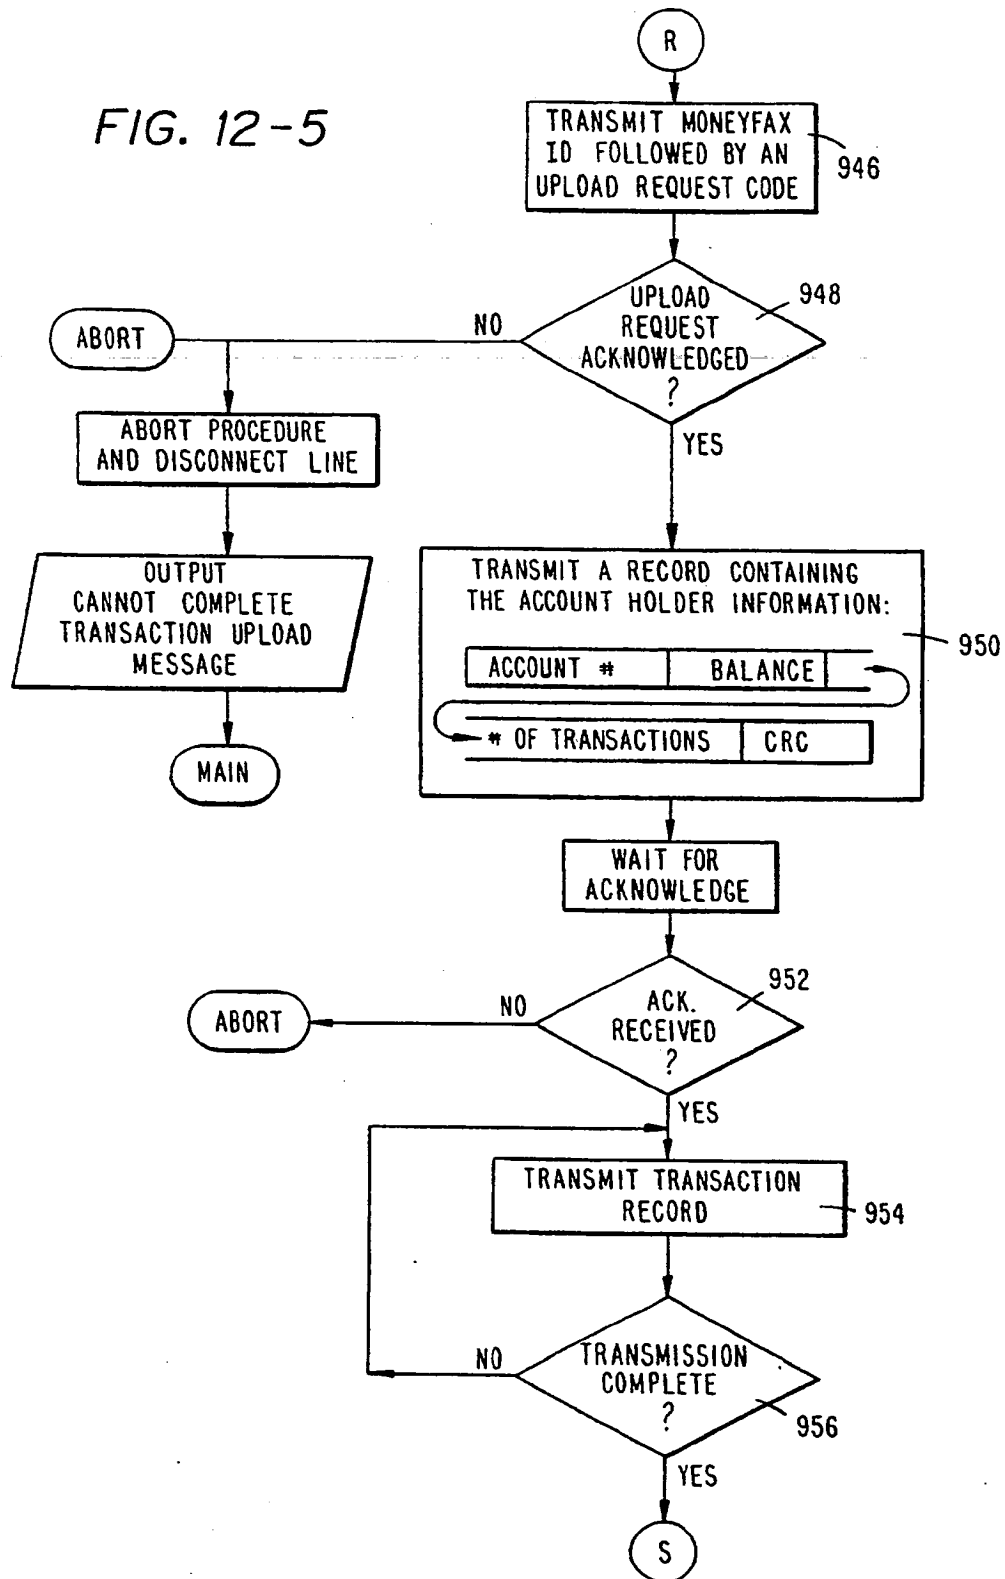 R
FIG. 12-5
TRANSMIT MONEYFAX
ID FOLLOWED BY AN
UPLOAD REQUEST CODE
946
UPLOAD
REQUEST
ACKNOWLEDGED
?
948
NO
ABORT
YES
ABORT PROCEDURE
AND DISCONNECT LINE
OUTPUT
CANNOT COMPLETE
TRANSACTION UPLOAD
MESSAGE
MAIN
TRANSMIT A RECORD CONTAINING
THE ACCOUNT HOLDER INFORMATION:
950
ACCOUNT # BALANCE
# OF TRANSACTIONS CRC
WAIT FOR
ACKNOWLEDGE
ACK.
RECEIVED
?
952
NO
ABORT
YES
TRANSMIT TRANSACTION
RECORD
954
TRANSMISSION
COMPLETE
?
956
NO
YES
S